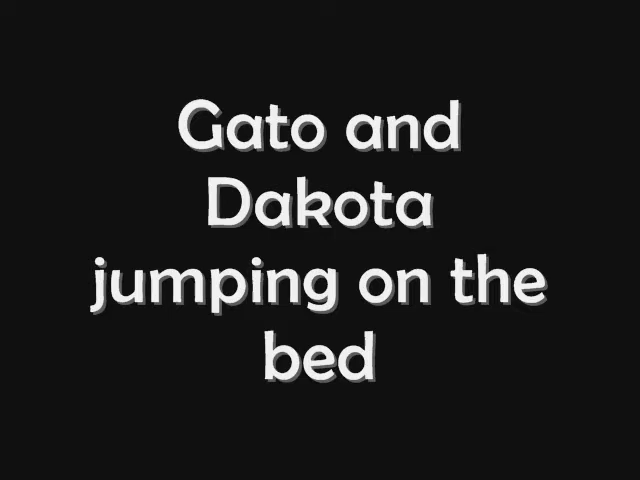 Gato and
Dakota
jumping on the
bed